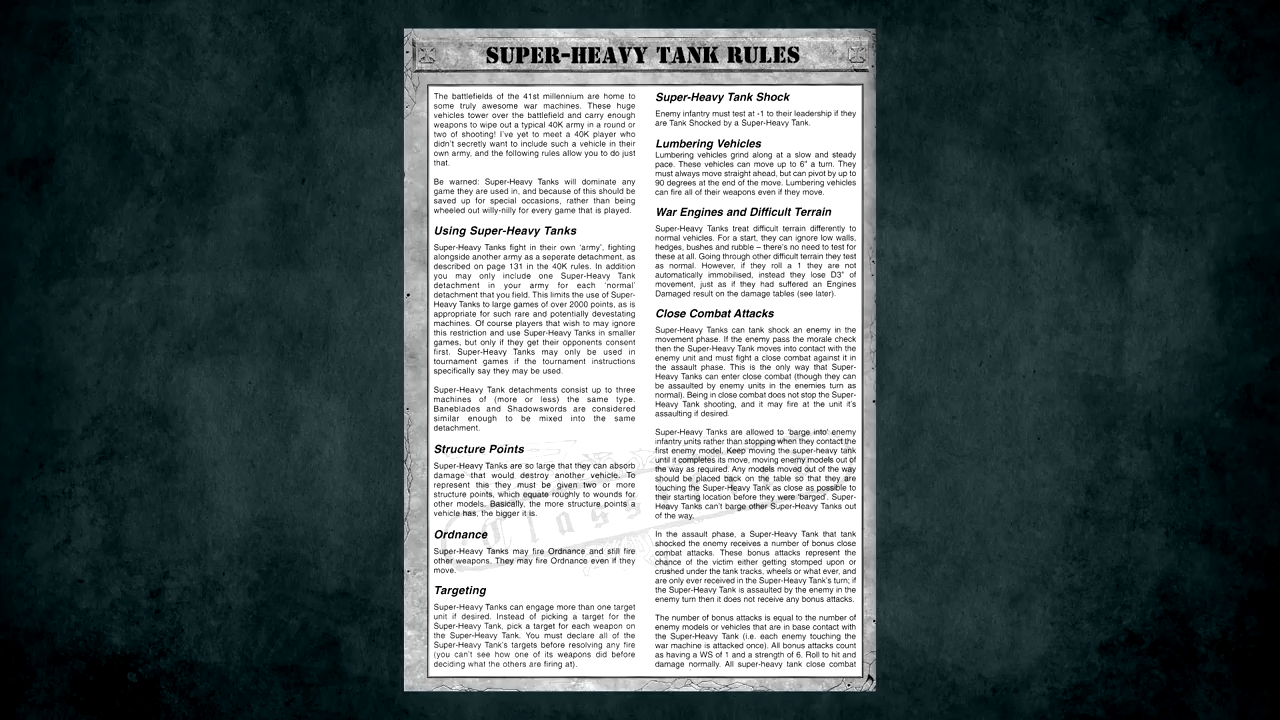 SUPER-HEAVY TANK RULES
The battlefields of the 41st millennium are home to
some truly awesome war machines. These huge
vehicles tower over the battlefield and carry enough
weapons to wipe out a typical 40K army in a round or
two of shooting! I've yet to meet a 40K player who
didn't secretly want to include such a vehicle in their
own army, and the following rules allow you to do just
that.
Be warned: Super-Heavy Tanks will dominate any
game they are used in, and because of this should be
saved up for special occasions, rather than being
wheeled out willy-nilly for every game that is played.
Using Super-Heavy Tanks
Super-Heavy Tanks fight in their own 'army', fighting
alongside another army as a seperate detachment, as
described on page 131 in the 40K rules. In addition
you may only include one Super-Heavy Tank
detachment in your army for each 'normal'
detachment that you field. This limits the use of Super-
Heavy Tanks to large games of over 2000 points, as is
appropriate for such rare and potentially devestating
machines. Of course players that wish to may ignore
this restriction and use Super-Heavy Tanks in smaller
games, but only if they get their opponents consent
first. Super-Heavy Tanks may only be used in
tournament games if the tournament instructions
specifically say they may be used.
Super-Heavy Tank detachments consist up to three
machines of (more or less) the same type.
Baneblades and Shadowswords are considered
similar enough to be mixed into the same
detachment.
Structure Points
Super-Heavy Tanks are so large that they can absorb
damage that would destroy another vehicle. To
represent this they must be given two or more
structure points, which equate roughly to wounds for
other models. Basically, the more structure points a
vehicle has, the bigger it is.
Ordnance
Super-Heavy Tanks may fire Ordnance and still fire
other weapons. They may fire Ordnance even if they
move.
Targeting
Super-Heavy Tanks can engage more than one target
unit if desired. Instead of picking a target for the
Super-Heavy Tank, pick a target for each weapon on
the Super-Heavy Tank. You must declare all of the
Super-Heavy Tank's targets before resolving any fire
(you can't see how one of its weapons did before
deciding what the others are firing at).
Super-Heavy Tank Shock
Enemy infantry must test at -1 to their leadership if they
are Tank Shocked by a Super-Heavy Tank.
Lumbering Vehicles
Lumbering vehicles grind along at a slow and steady
pace. These vehicles can move up to 6" a turn. They
must always move straight ahead, but can pivot by up to
90 degrees at the end of the move. Lumbering vehicles
can fire all of their weapons even if they move.
War Engines and Difficult Terrain
Super-Heavy Tanks treat difficult terrain differently to
normal vehicles. For a start, they can ignore low walls,
hedges, bushes and rubble – there's no need to test for
these at all. Going through other difficult terrain they test
as normal. However, if they roll a 1 they are not
automatically immobilised, instead they lose D3" of
movement, just as if they had suffered an Engines
Damaged result on the damage tables (see later).
Close Combat Attacks
Super-Heavy Tanks can tank shock an enemy in the
movement phase. If the enemy pass the morale check
then the Super-Heavy Tank moves into contact with the
enemy unit and must fight a close combat against it in
the assault phase. This is the only way that Super-
Heavy Tanks can enter close combat (though they can
be assaulted by enemy units in the enemies turn as
normal). Being in close combat does not stop the Super-
Heavy Tank shooting, and it may fire at the unit it's
assaulting if desired.
Super-Heavy Tanks are allowed to 'barge into' enemy
infantry units rather than stopping when they contact the
first enemy model. Keep moving the super-heavy tank
until it completes its move, moving enemy models out of
the way as required. Any models moved out of the way
should be placed back on the table so that they are
touching the Super-Heavy Tank as close as possible to
their starting location before they were 'barged'. Super-
Heavy Tanks can't barge other Super-Heavy Tanks out
of the way.
In the assault phase, a Super-Heavy Tank that tank
shocked the enemy receives a number of bonus close
combat attacks. These bonus attacks represent the
chance of the victim either getting stomped upon or
crushed under the tank tracks, wheels or what ever, and
are only ever received in the Super-Heavy Tank's turn; if
the Super-Heavy Tank is assaulted by the enemy in the
enemy turn then it does not receive any bonus attacks.
The number of bonus attacks is equal to the number of
enemy models or vehicles that are in base contact with
the Super-Heavy Tank (i.e. each enemy touching the
war machine is attacked once). All bonus attacks count
as having a WS of 1 and a strength of 6. Roll to hit and
damage normally. All super-heavy tank close combat